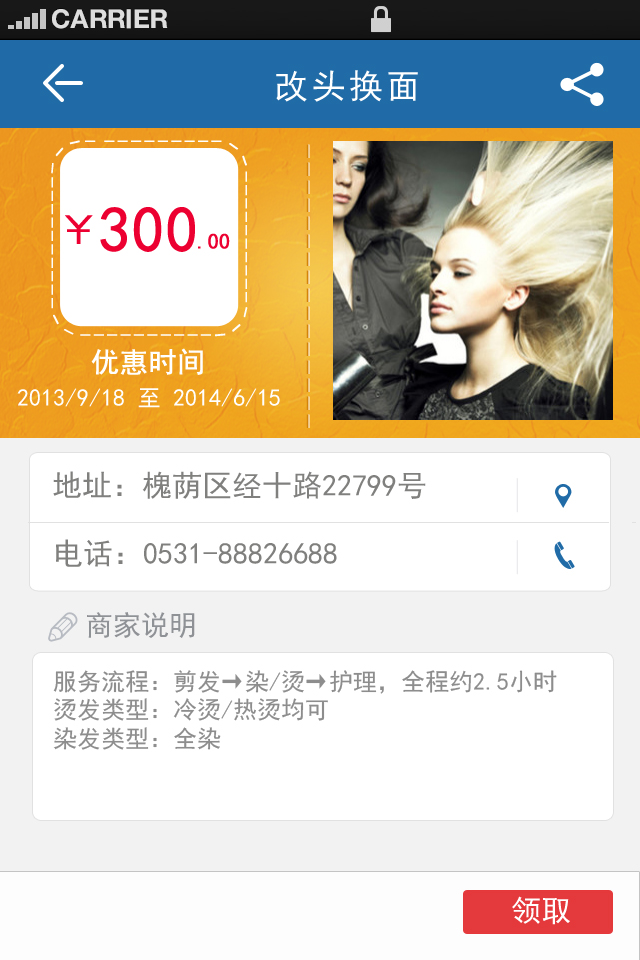 CARRIER
改头换面
¥300.00
优惠时间
2013/9/18 至 2014/6/15
地址：槐荫区经十路22799号
电话：0531-88826688
商家说明
服务流程：剪发→染/烫→护理，全程约2.5小时
烫发类型：冷烫/热烫均可
染发类型：全染
领取